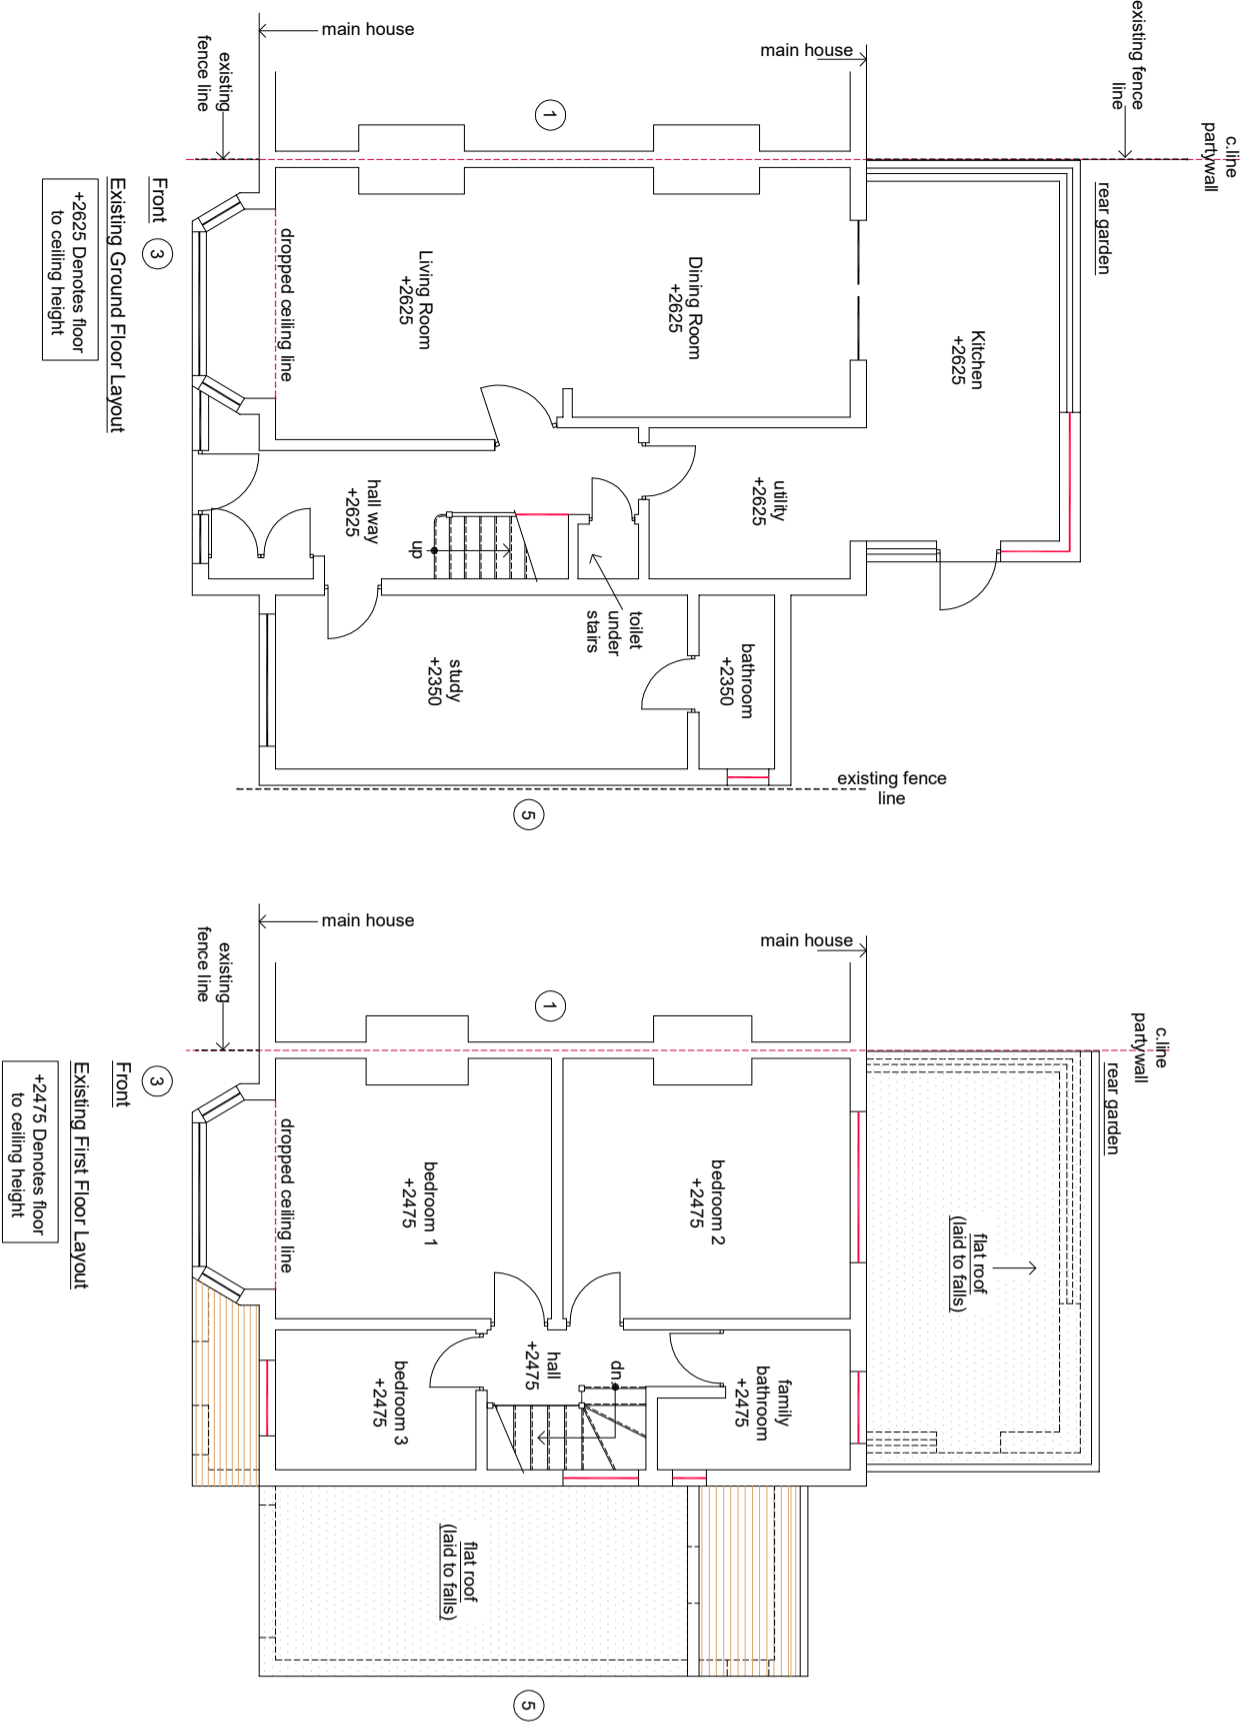 main house
existing
fence line
main house
existing fence
line
c.line
partywall
rear garden
1
Front
3
Existing Ground Floor Layout
+2625 Denotes floor
to ceiling height
dropped ceiling line
Living Room
+2625
Dining Room
+2625
Kitchen
+2625
utility
+2625
hall way
+2625
up
toilet
under
stairs
study
+2350
bathroom
+2350
existing fence
line
5
main house
existing
fence line
main house
c.line
partywall
rear garden
1
3
Front
Existing First Floor Layout
+2475 Denotes floor
to ceiling height
dropped ceiling line
bedroom 1
+2475
bedroom 2
+2475
flat roof
(laid to falls)
bedroom 3
+2475
hall
+2475
dn.
family
bathroom
+2475
flat roof
(laid to falls)
5